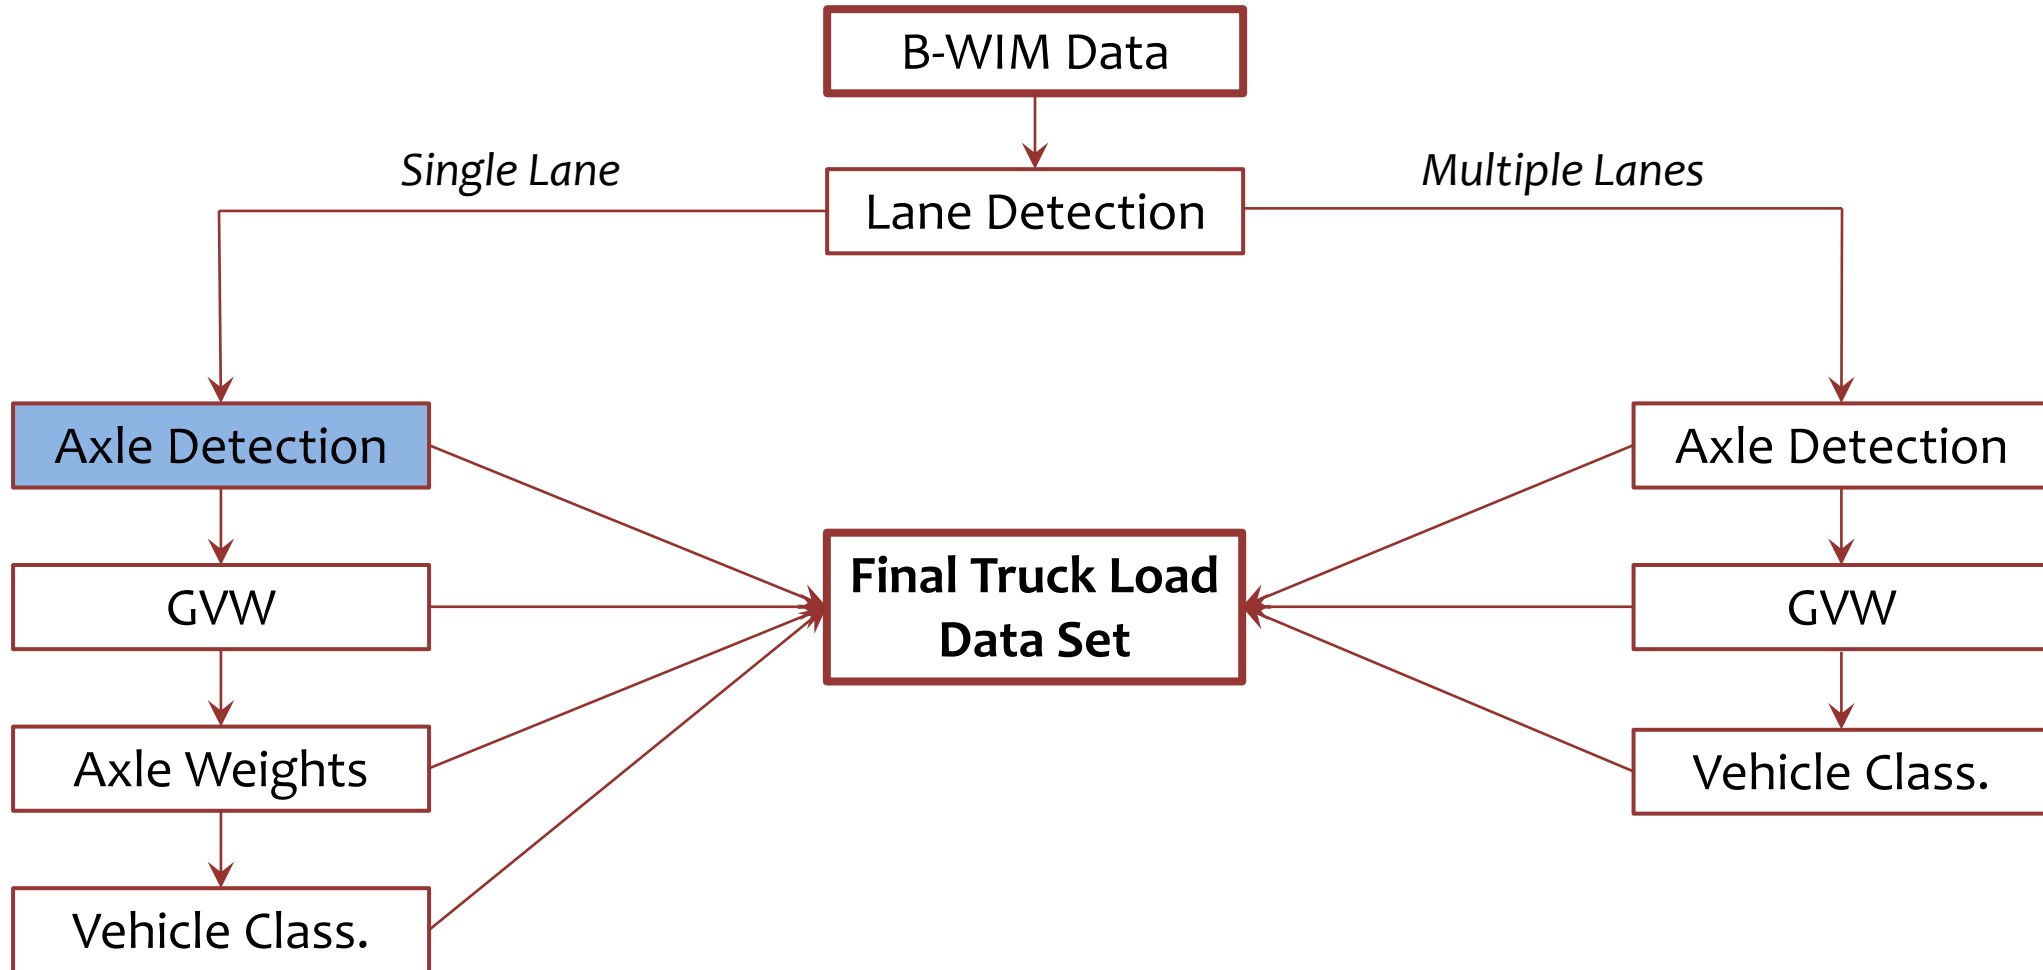 B-WIM Data
Single Lane
Multiple Lanes
Lane Detection
Axle Detection
Axle Detection
Final Truck Load
Data Set
GVW
GVW
Axle Weights
Vehicle Class.
Vehicle Class.